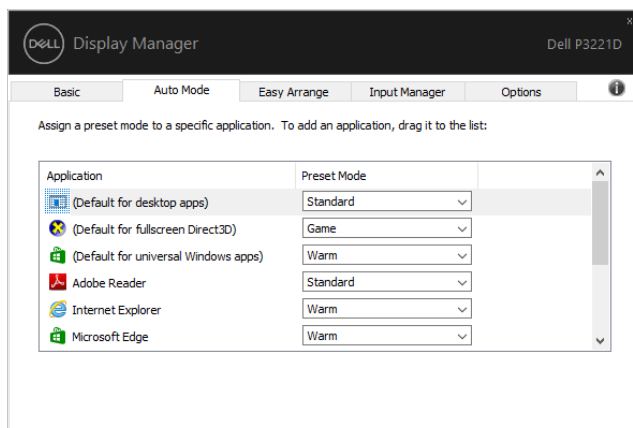 DELL Display Manager Dell P3221D
Basic Auto Mode Easy Arrange Input Manager Options
Assign a preset mode to a specific application. To add an application, drag it to the list:
Application Preset Mode
(Default for desktop apps) Standard
(Default for fullscreen Direct3D) Game
(Default for universal Windows apps) Warm
Adobe Reader Standard
Internet Explorer Warm
Microsoft Edge Warm